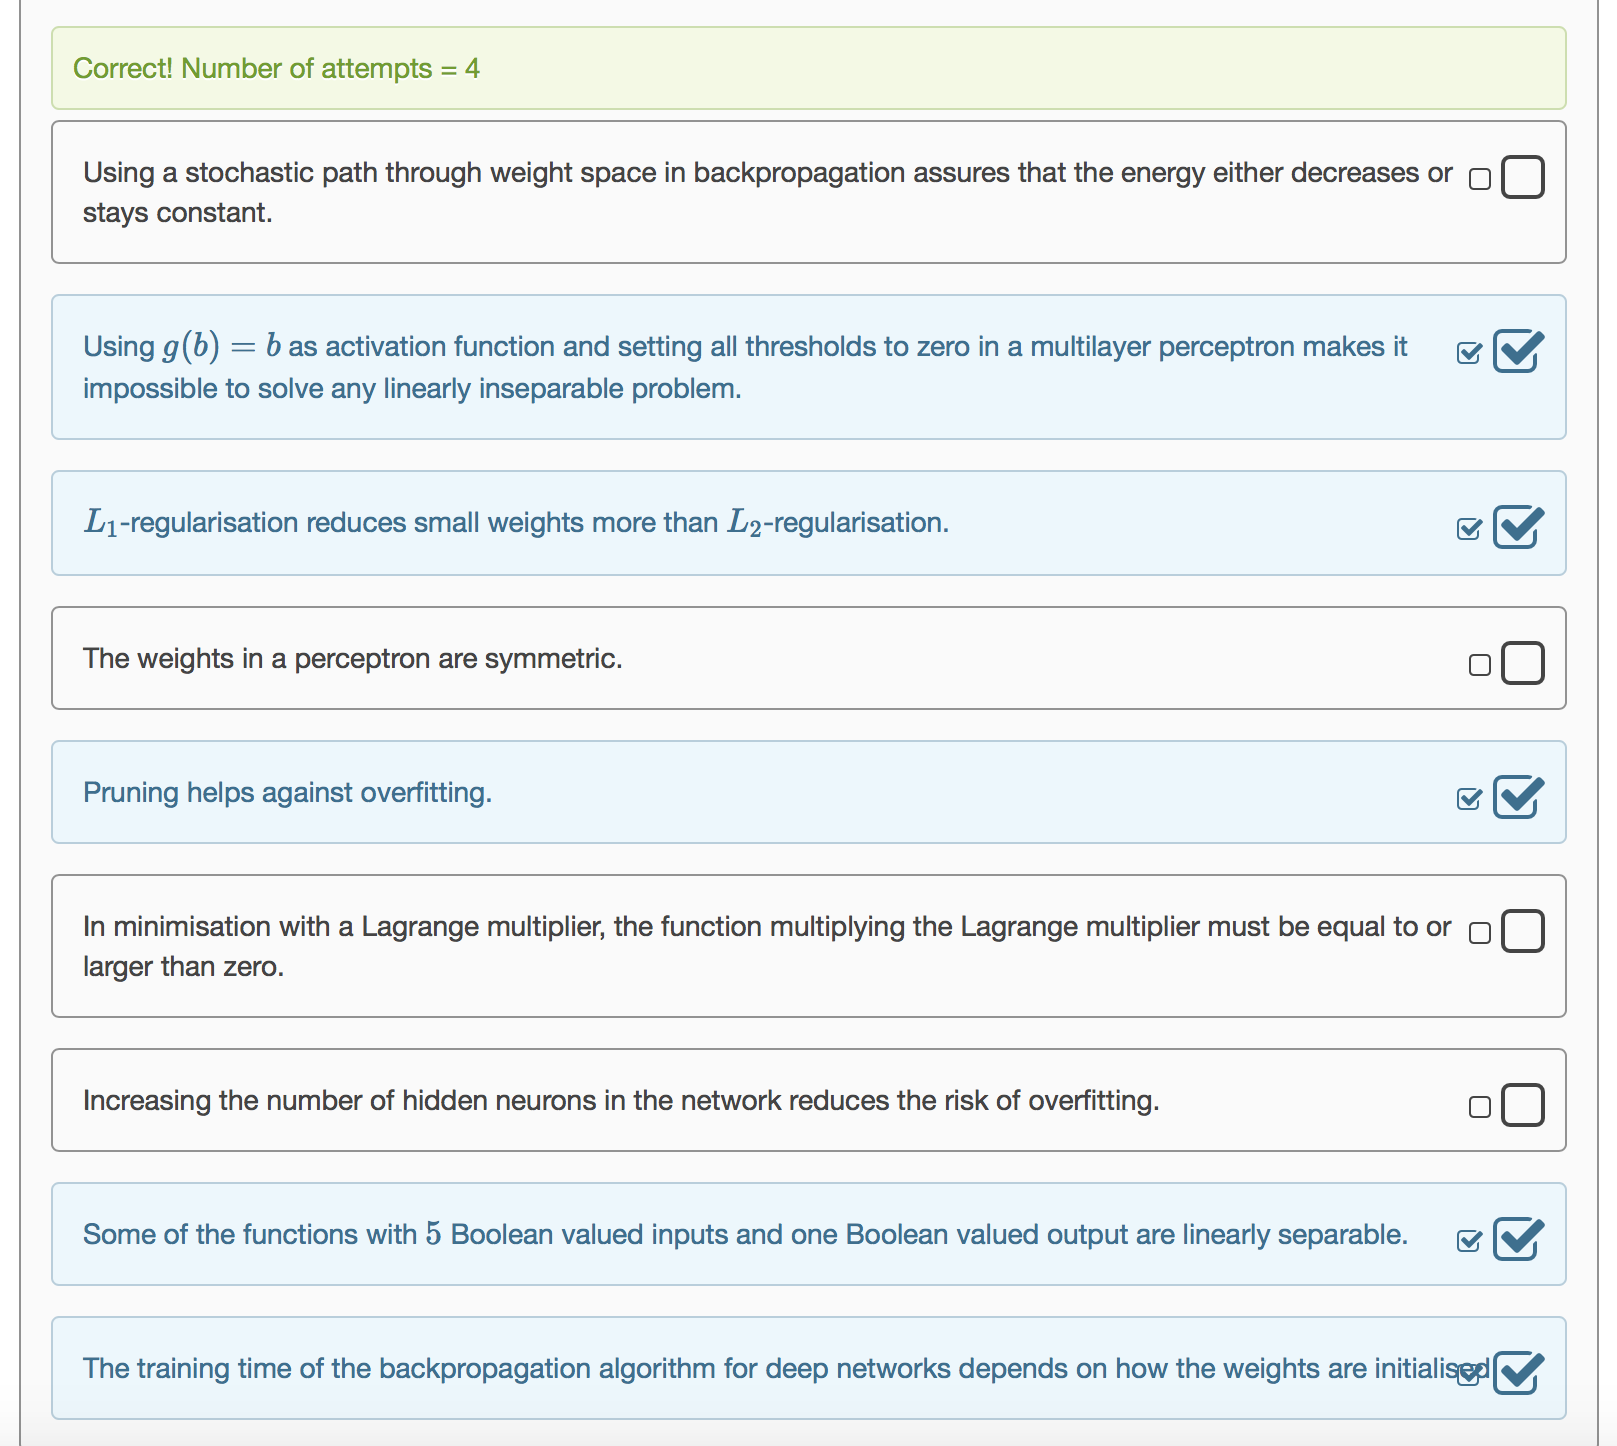 Correct! Number of attempts = 4
Using a stochastic path through weight space in backpropagation assures that the energy either decreases or
stays constant.
Using g(b) = b as activation function and setting all thresholds to zero in a multilayer perceptron makes it
impossible to solve any linearly inseparable problem.
L₁-regularisation reduces small weights more than L₂-regularisation.
The weights in a perceptron are symmetric.
Pruning helps against overfitting.
In minimisation with a Lagrange multiplier, the function multiplying the Lagrange multiplier must be equal to or
larger than zero.
Increasing the number of hidden neurons in the network reduces the risk of overfitting.
Some of the functions with 5 Boolean valued inputs and one Boolean valued output are linearly separable.
The training time of the backpropagation algorithm for deep networks depends on how the weights are initialised